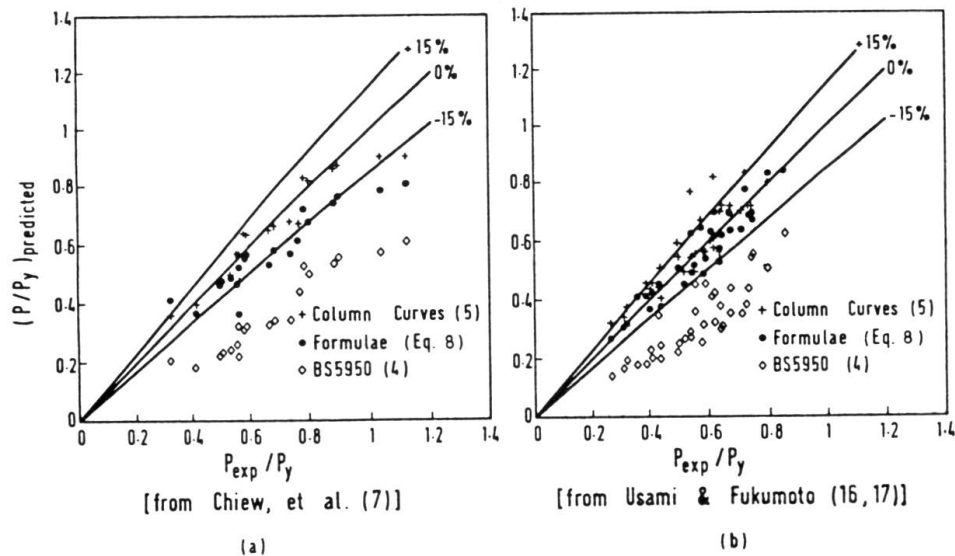 1·4
1·2
1
0·8
0·6
0·4
0·2
0
(P/Py)predicted
+15%
0%
-15%
+ Column Curves (5)
● Formulae (Eq. 8)
◇ BS5950 (4)
0 0·2 0·4 0·6 0·8 1 1·2 1·4
Pexp/Py
[from Chiew, et al. (7)]
(a)
1·4
1·2
1
0·8
0·6
0·4
0·2
0
+15%
0%
-15%
+ Column Curves (5)
● Formulae (Eq. 8)
◇ BS5950 (4)
0 0·2 0·4 0·6 0·8 1 1·2 1·4
Pexp/Py
[from Usami & Fukumoto (16,17)]
(b)